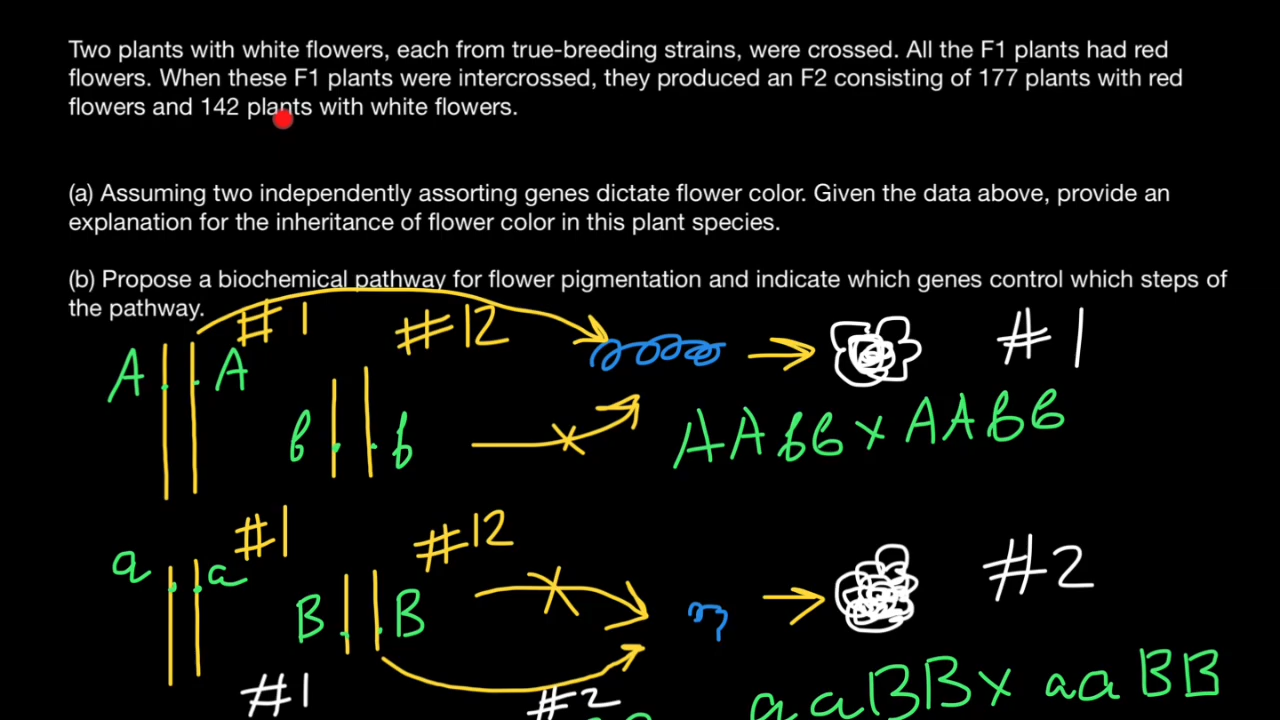 Two plants with white flowers, each from true-breeding strains, were crossed. All the F1 plants had red
flowers. When these F1 plants were intercrossed, they produced an F2 consisting of 177 plants with red
flowers and 142 plants with white flowers.
(a) Assuming two independently assorting genes dictate flower color. Given the data above, provide an
explanation for the inheritance of flower color in this plant species.
(b) Propose a biochemical pathway for flower pigmentation and indicate which genes control which steps of
the pathway.
#1 #12 #1
A A
b b AAbb x AAbb
#1 #12 #2
a a
B B
#1 #2 aaBB x aaBB